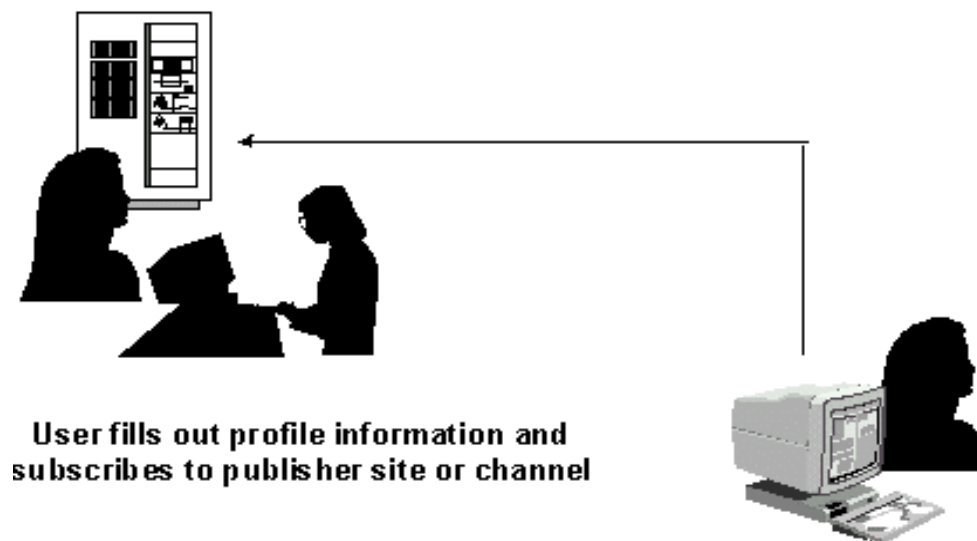 User fills out profile information and
subscribes to publisher site or channel